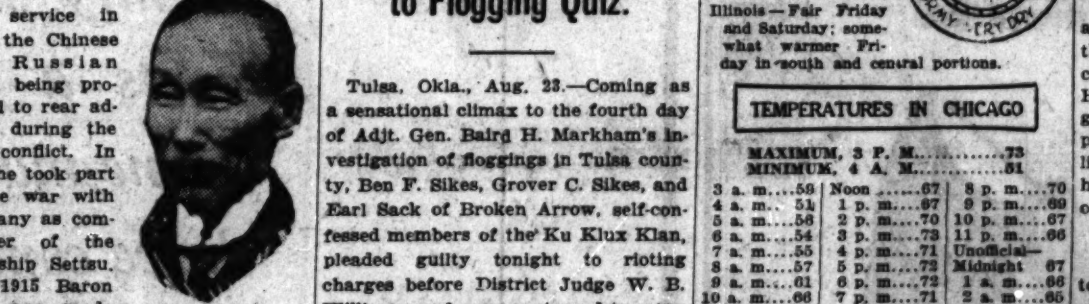 service in
the Chinese
Russian
being pro-
to rear ad-
during the
conflict. In
he took part
war with
any as com-
er of the
ship Settsu.
1915 Baron
to Flogging Quiz.
Tulsa, Okla., Aug. 23.—Coming as
a sensational climax to the fourth day
of Adjt. Gen. Baird H. Markham's in-
vestigation of floggings in Tulsa coun-
ty, Ben F. Sikes, Grover C. Sikes, and
Earl Sack of Broken Arrow, self-con-
fessed members of the Ku Klux Klan,
pleaded guilty tonight to rioting
charges before District Judge W. B.
Illinois—Fair Friday
and Saturday; some-
what warmer Fri-
day in south and central portions.
VERY DRY
TEMPERATURES IN CHICAGO
MAXIMUM, 3 P. M............73
MINIMUM, 4 A. M............51
3 a. m....59
4 a. m....51
5 a. m....56
6 a. m....54
7 a. m....55
8 a. m....57
9 a. m....61
10 a. m....66
Noon .......67
1 p. m....67
2 p. m....70
3 p. m....73
4 p. m....71
5 p. m....72
6 p. m....72
7 p. m....71
8 p. m....70
9 p. m....69
10 p. m....67
11 p. m....66
Unofficial—
Midnight 67
1 a. m....66
2 a. m....65